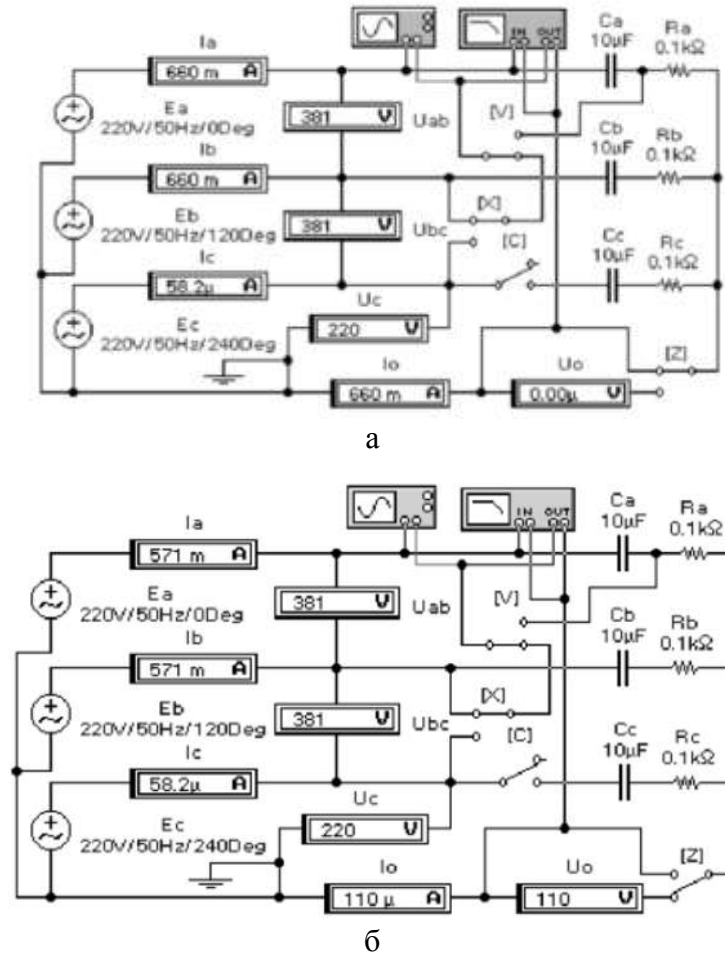 Ia
660 m A
Ea
220V/50Hz/0Deg
381 V Uab
Ib
660 m A
Eb
220V/50Hz/120Deg
381 V Ubc
Ic
58.2µ A
Ec
220V/50Hz/240Deg
Uc
220 V
Io
660 m A
Uo
0.00µ V
IN OUT
[V]
[X]
[C]
[Z]
Ca
10µF
Ra
0.1kΩ
Cb
10µF
Rb
0.1kΩ
Cc
10µF
Rc
0.1kΩ
а
Ia
571 m A
Ea
220V/50Hz/0Deg
381 V Uab
Ib
571 m A
Eb
220V/50Hz/120Deg
381 V Ubc
Ic
58.2µ A
Ec
220V/50Hz/240Deg
Uc
220 V
Io
110 µ A
Uo
110 V
IN OUT
[V]
[X]
[C]
[Z]
Ca
10µF
Ra
0.1kΩ
Cb
10µF
Rb
0.1kΩ
Cc
10µF
Rc
0.1kΩ
б